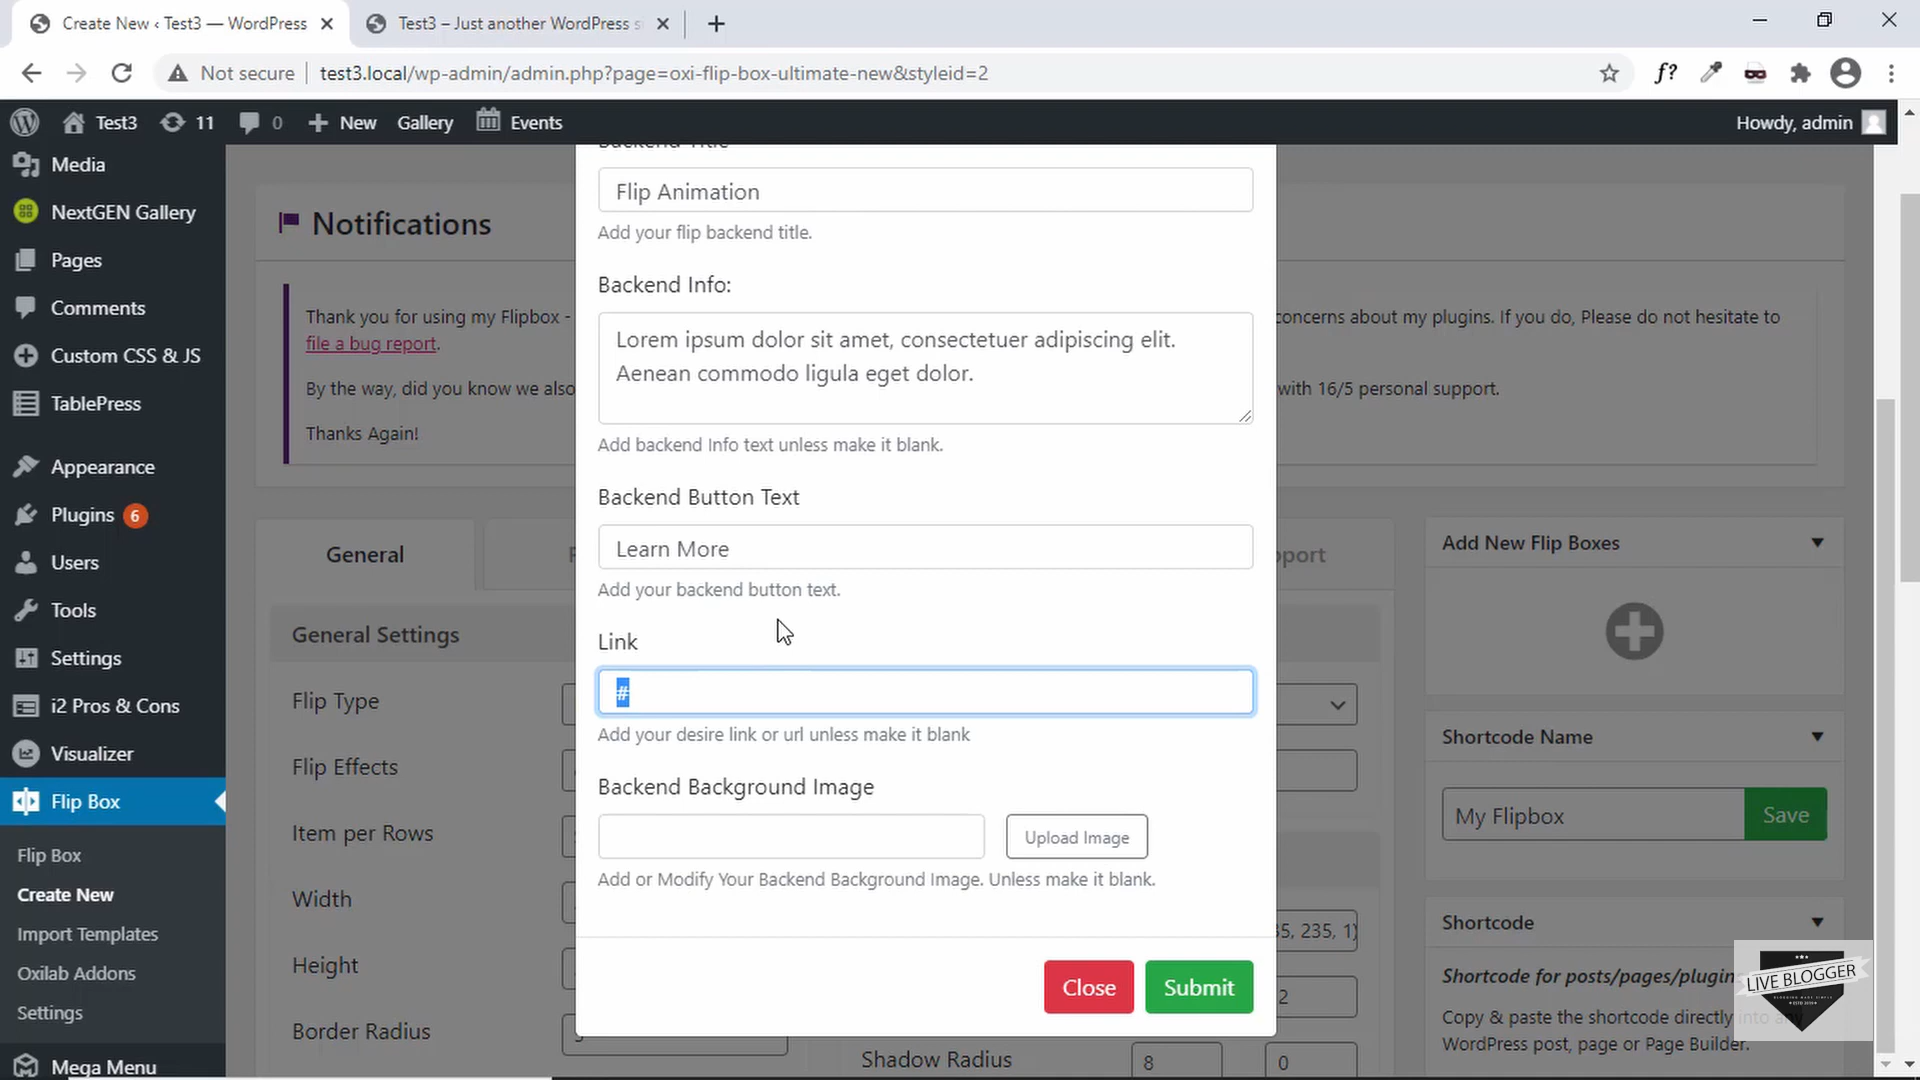 Create New ‹ Test3 — WordPress
Test3 – Just another WordPress s
Not secure
test3.local/wp-admin/admin.php?page=oxi-flip-box-ultimate-new&styleid=2
f?
Test3
11
0
New
Gallery
Events
Howdy, admin
Media
NextGEN Gallery
Pages
Comments
Custom CSS & JS
TablePress
Appearance
Plugins 6
Users
Tools
Settings
i2 Pros & Cons
Visualizer
Flip Box
Flip Box
Create New
Import Templates
Oxilab Addons
Settings
Mega Menu
Notifications
Thank you for using my Flipbox -
concerns about my plugins. If you do, Please do not hesitate to
file a bug report.
By the way, did you know we also
with 16/5 personal support.
Thanks Again!
General
General Settings
Flip Type
Flip Effects
Item per Rows
Width
Height
Border Radius
Backend Title
Flip Animation
Add your flip backend title.
Backend Info:
Lorem ipsum dolor sit amet, consectetuer adipiscing elit.
Aenean commodo ligula eget dolor.
Add backend Info text unless make it blank.
Backend Button Text
Learn More
Add your backend button text.
Link
#
Add your desire link or url unless make it blank
Backend Background Image
Upload Image
Add or Modify Your Backend Background Image. Unless make it blank.
Close
Submit
pport
35, 235, 1)
2
Shadow Radius
8
0
Add New Flip Boxes
Shortcode Name
My Flipbox
Save
Shortcode
Shortcode for posts/pages/plugin
Copy & paste the shortcode directly into any
WordPress post, page or Page Builder.
LIVE BLOGGER